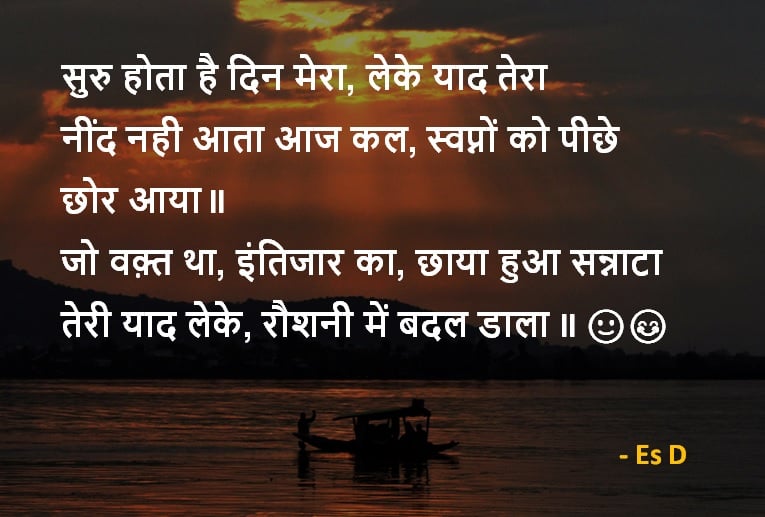 सुरु होता है दिन मेरा, लेके याद तेरा
नींद नही आता आज कल, स्वप्नों को पीछे
छोर आया॥
जो वक़्त था, इंतिजार का, छाया हुआ सन्नाटा
तेरी याद लेके, रौशनी में बदल डाला॥ 🙂😊
- Es D